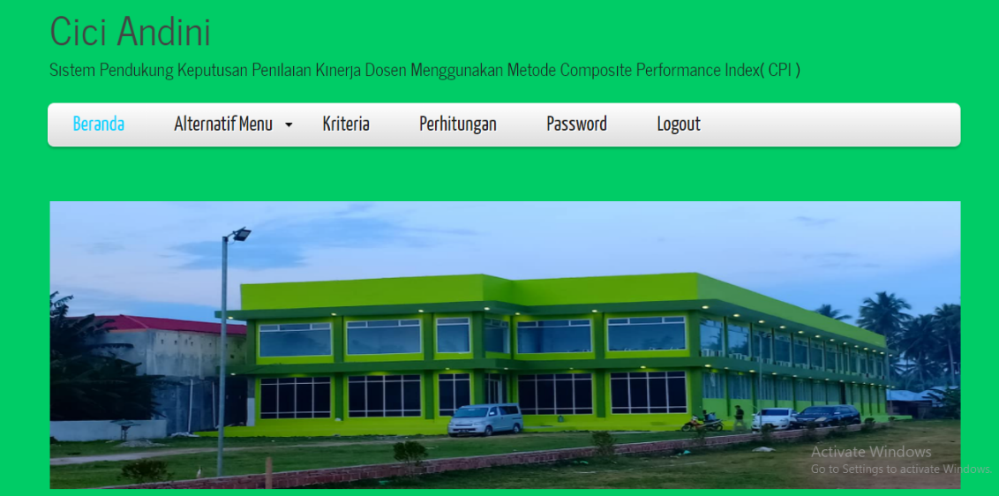 Cici Andini
Sistem Pendukung Keputusan Penilaian Kinerja Dosen Menggunakan Metode Composite Performance Index( CPI )
Beranda Alternatif Menu Kriteria Perhitungan Password Logout
Activate Windows
Go to Settings to activate Windows.